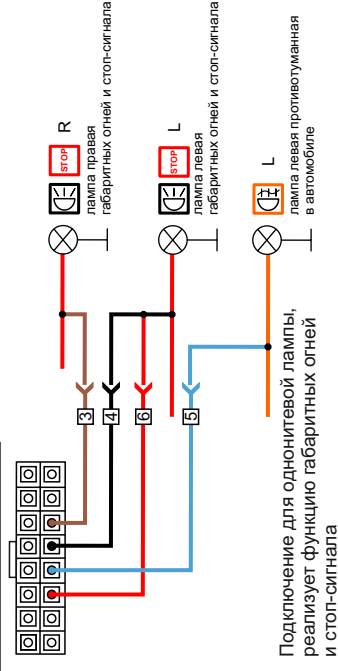 STOP
R
лампа правая
габаритных огней и стоп-сигнала
STOP
L
лампа левая
габаритных огней и стоп-сигнала
L
лампа левая противотуманная
в автомобиле
3
4
6
5
Подключение для однонитевой лампы,
реализует функцию габаритных огней
и стоп-сигнала